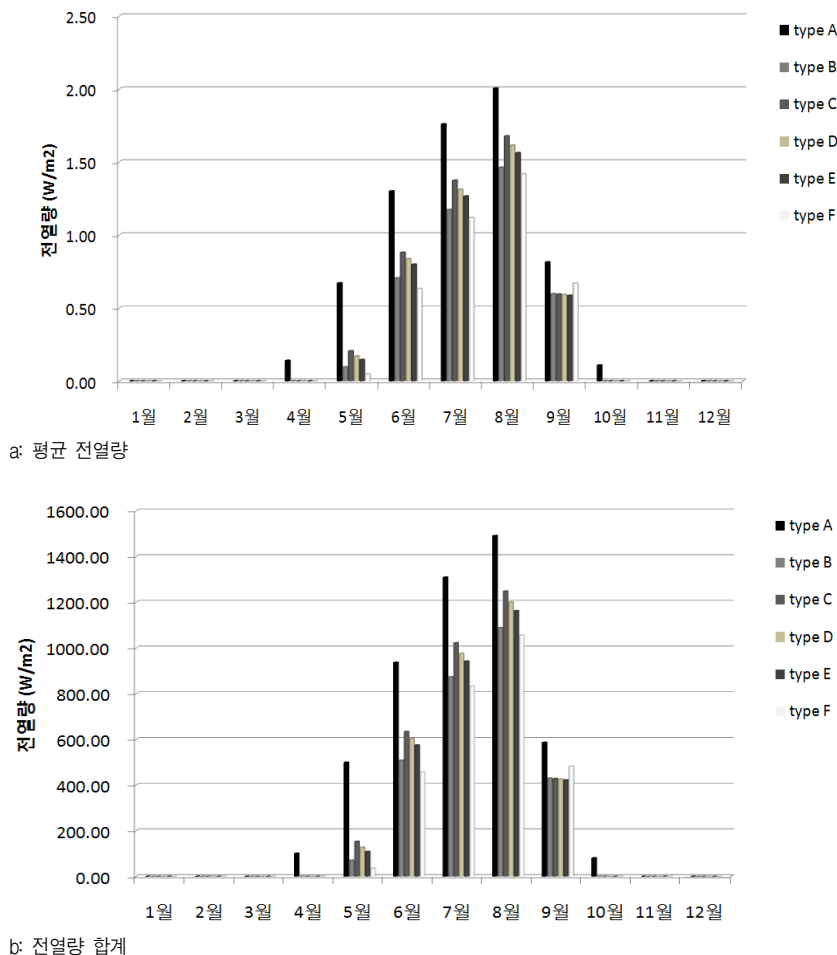 2.50
2.00
1.50
1.00
0.50
0.00
전열량 (W/m2)
1월 2월 3월 4월 5월 6월 7월 8월 9월 10월 11월 12월
type A
type B
type C
type D
type E
type F
a: 평균 전열량
1600.00
1400.00
1200.00
1000.00
800.00
600.00
400.00
200.00
0.00
전열량 (W/m2)
1월 2월 3월 4월 5월 6월 7월 8월 9월 10월 11월 12월
type A
type B
type C
type D
type E
type F
b: 전열량 합계